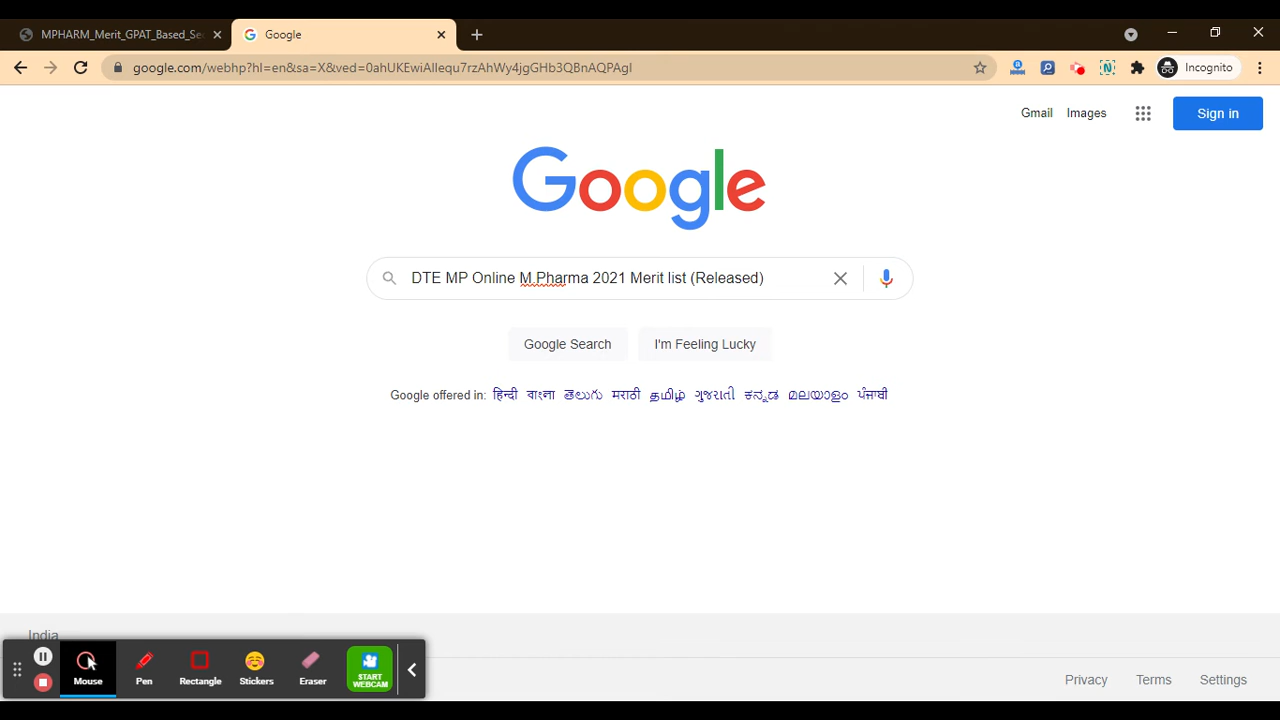 MPHARM_Merit_GPAT_Based_Se
Google
google.com/webhp?hl=en&sa=X&ved=0ahUKEwiAllequ7rzAhWy4jgGHb3QBnAQPAgI
Incognito
Gmail
Images
Sign in
Google
DTE MP Online M.Pharma 2021 Merit list (Released)
Google Search
I'm Feeling Lucky
Google offered in: हिन्दी বাংলা తెలుగు मराठी தமிழ் ગુજરાતી ಕನ್ನಡ മലയാളം ਪੰਜਾਬੀ
India
Mouse
Pen
Rectangle
Stickers
Eraser
START
WEBCAM
Privacy
Terms
Settings